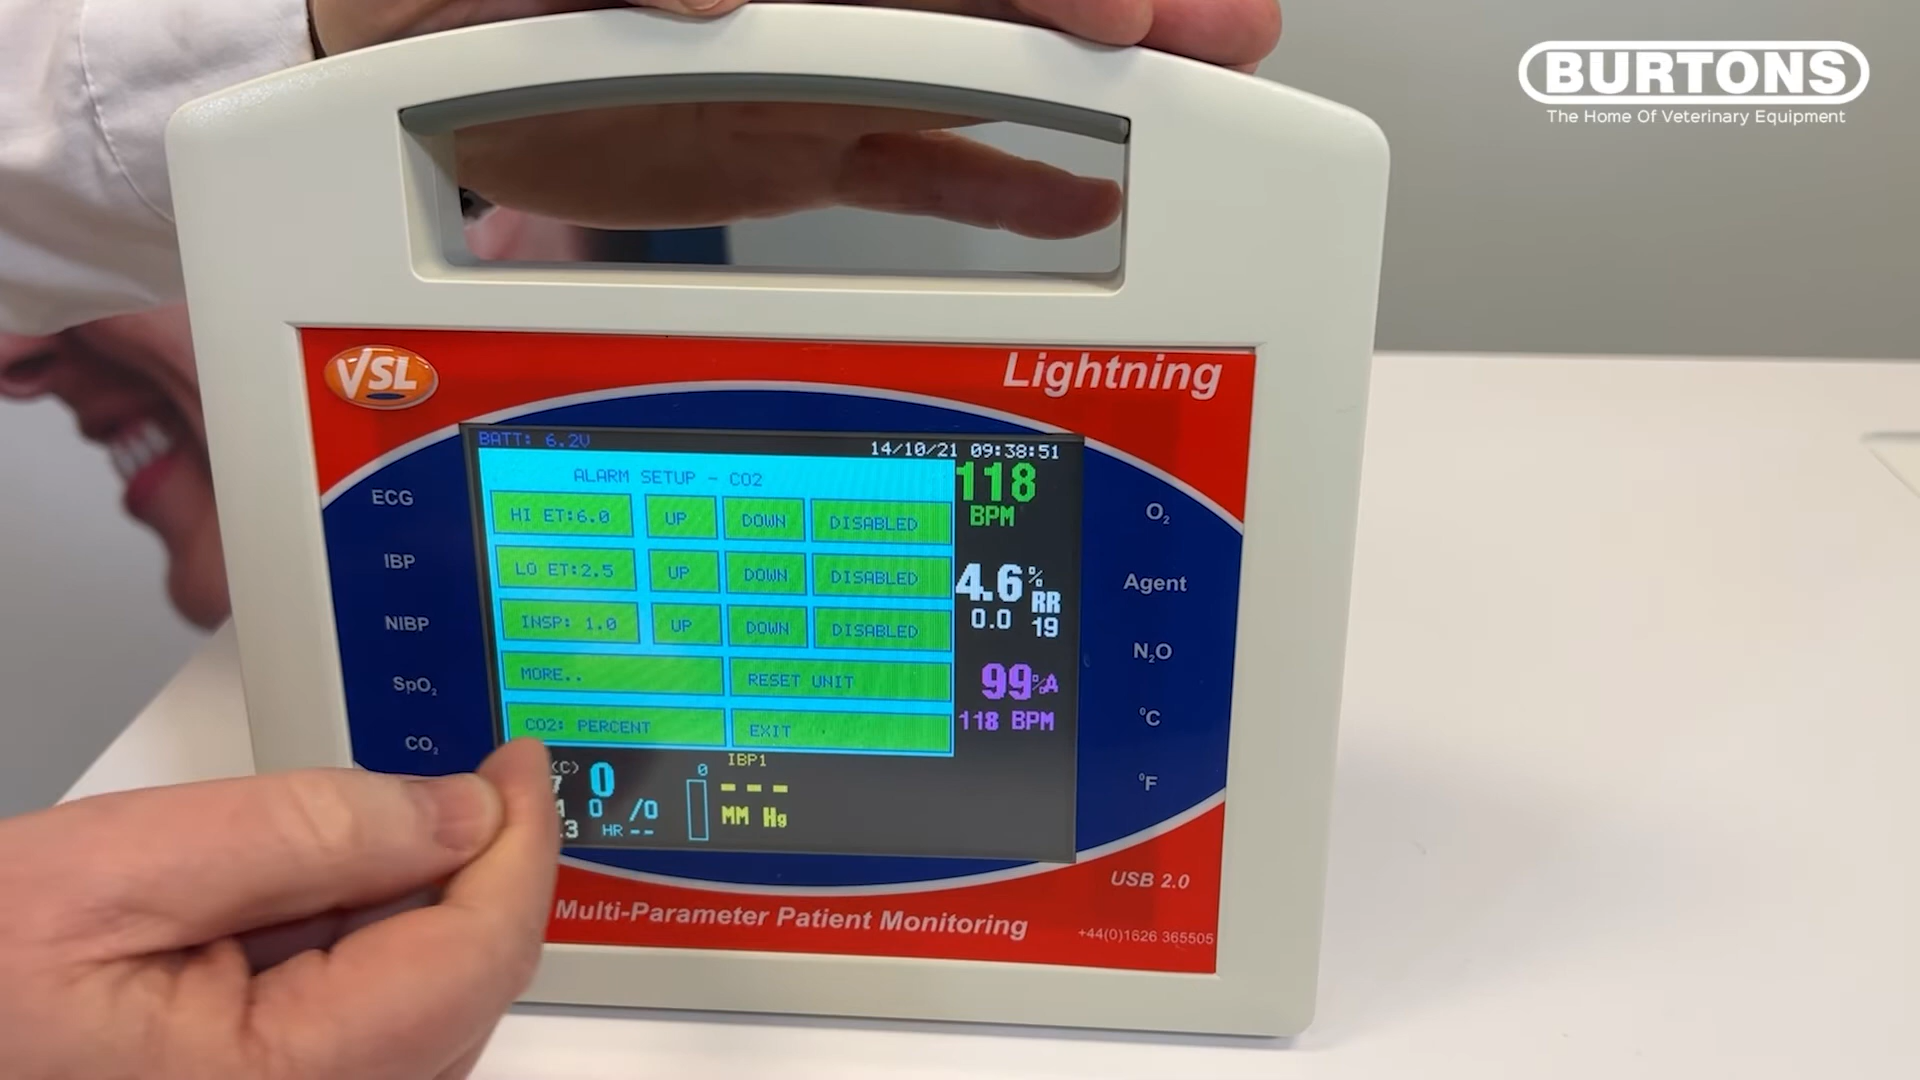 BURTONS
The Home Of Veterinary Equipment
VSL
Lightning
BATT: 6.2V
14/10/21 09:38:51
ALARM SETUP - CO2
HI ET:6.0 UP DOWN DISABLED
LO ET:2.5 UP DOWN DISABLED
INSP: 1.0 UP DOWN DISABLED
MORE.. RESET UNIT
CO2: PERCENT EXIT
118
BPM
4.6 %
RR
0.0 19
99 %A
118 BPM
(C) 0
0 /0
.3 HR --
0
IBP1
---
MM Hg
ECG
IBP
NIBP
SpO₂
CO₂
O₂
Agent
N₂O
°C
°F
USB 2.0
Multi-Parameter Patient Monitoring
+44(0)1626 365505